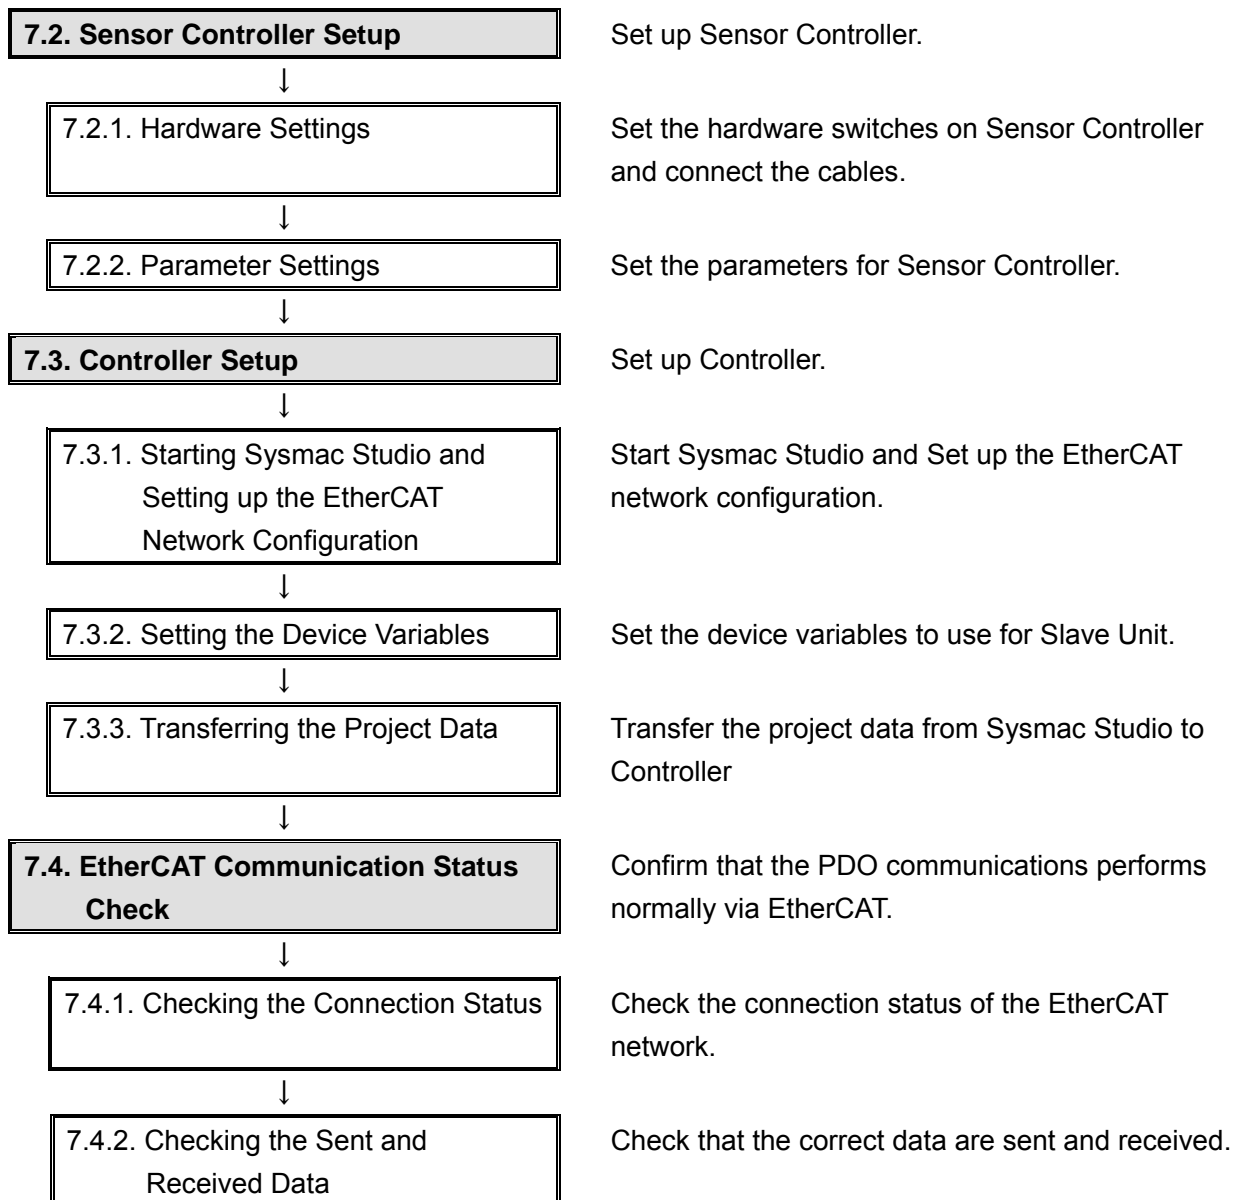 7.2. Sensor Controller Setup
Set up Sensor Controller.
↓
7.2.1. Hardware Settings
Set the hardware switches on Sensor Controller
and connect the cables.
↓
7.2.2. Parameter Settings
Set the parameters for Sensor Controller.
↓
7.3. Controller Setup
Set up Controller.
↓
7.3.1. Starting Sysmac Studio and
Setting up the EtherCAT
Network Configuration
Start Sysmac Studio and Set up the EtherCAT
network configuration.
↓
7.3.2. Setting the Device Variables
Set the device variables to use for Slave Unit.
↓
7.3.3. Transferring the Project Data
Transfer the project data from Sysmac Studio to
Controller
↓
7.4. EtherCAT Communication Status
Check
Confirm that the PDO communications performs
normally via EtherCAT.
↓
7.4.1. Checking the Connection Status
Check the connection status of the EtherCAT
network.
↓
7.4.2. Checking the Sent and
Received Data
Check that the correct data are sent and received.